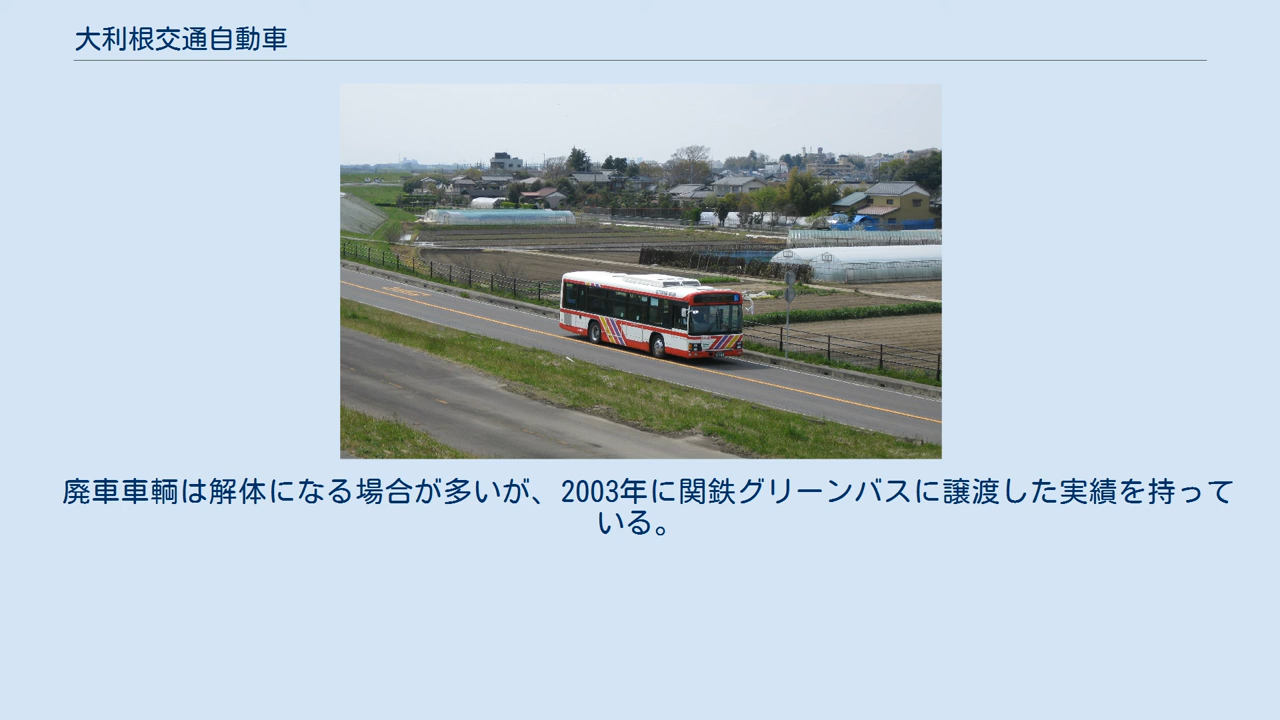 大利根交通自動車
廃車車輌は解体になる場合が多いが、2003年に関鉄グリーンバスに譲渡した実績を持って
いる。